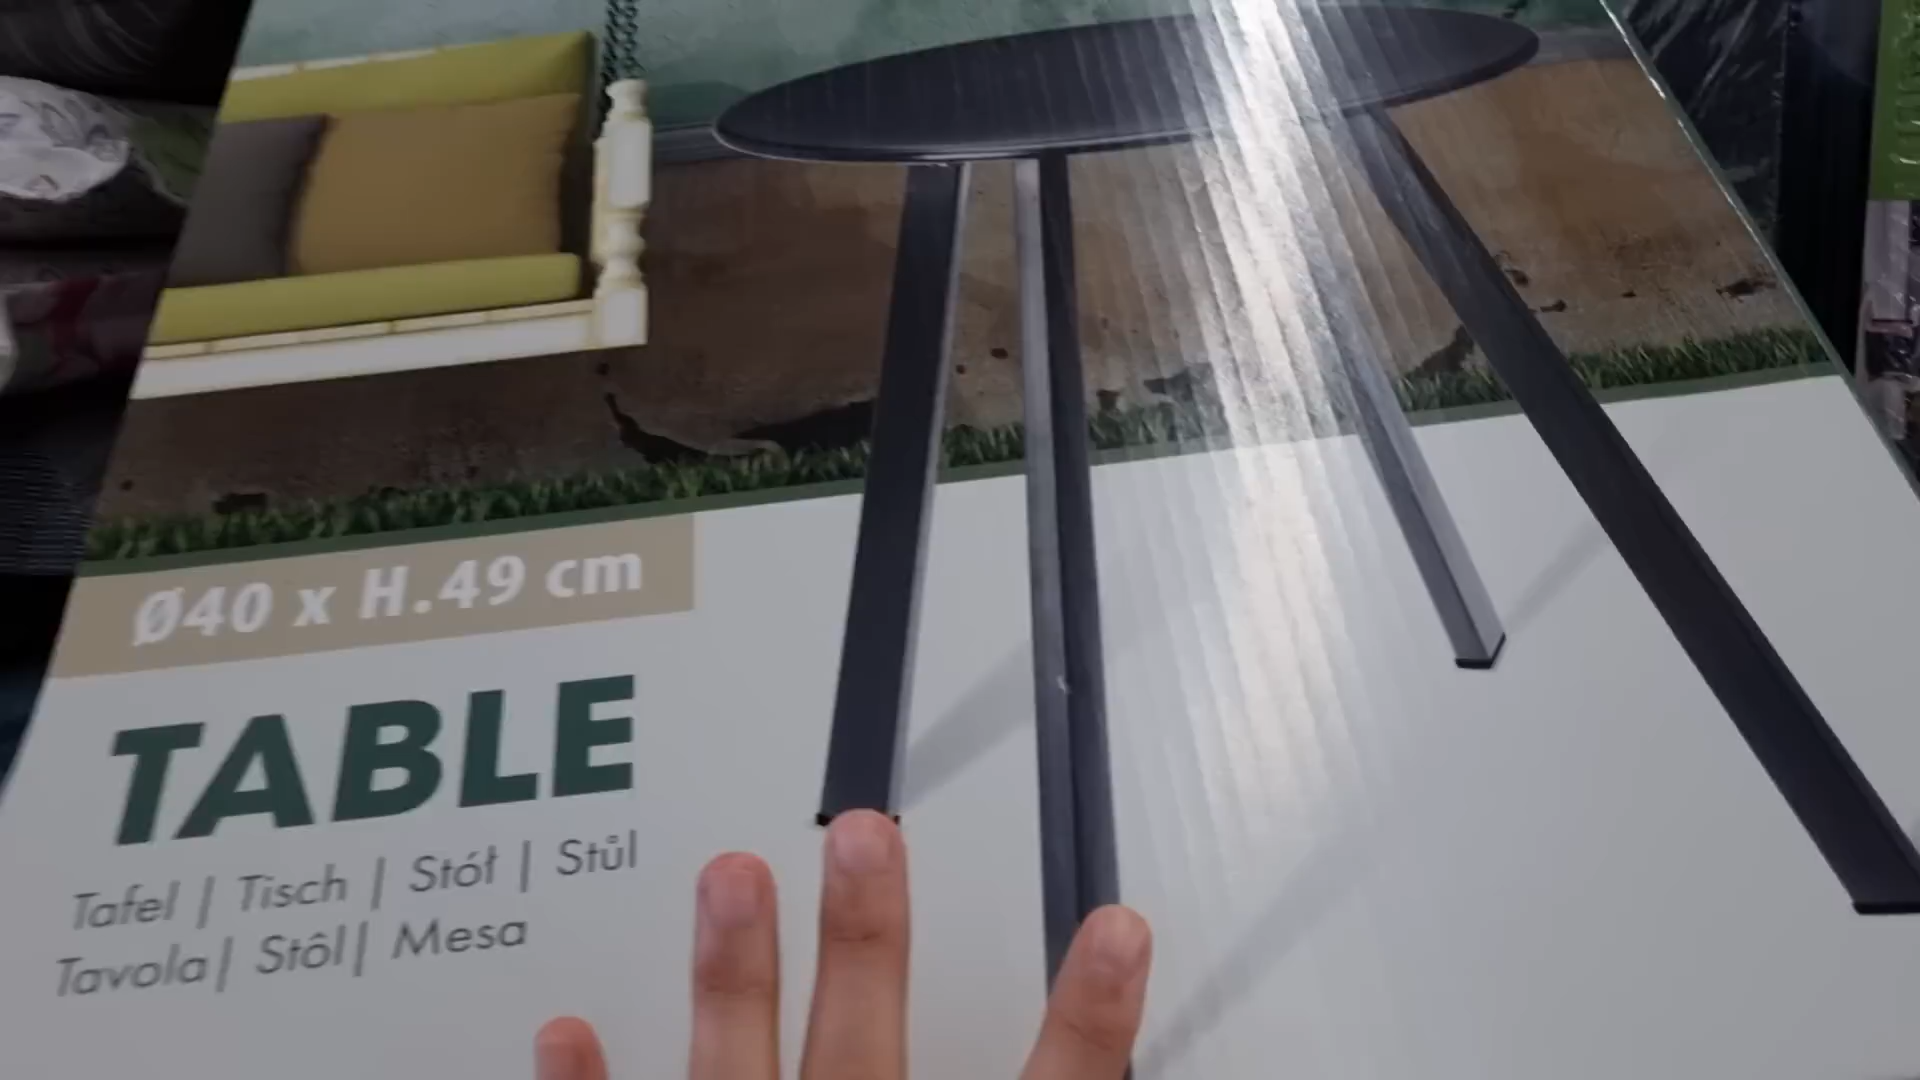 Ø40 x H.49 cm
TABLE
Tafel | Tisch | Stół | Stůl
Tavola| Stôl| Mesa